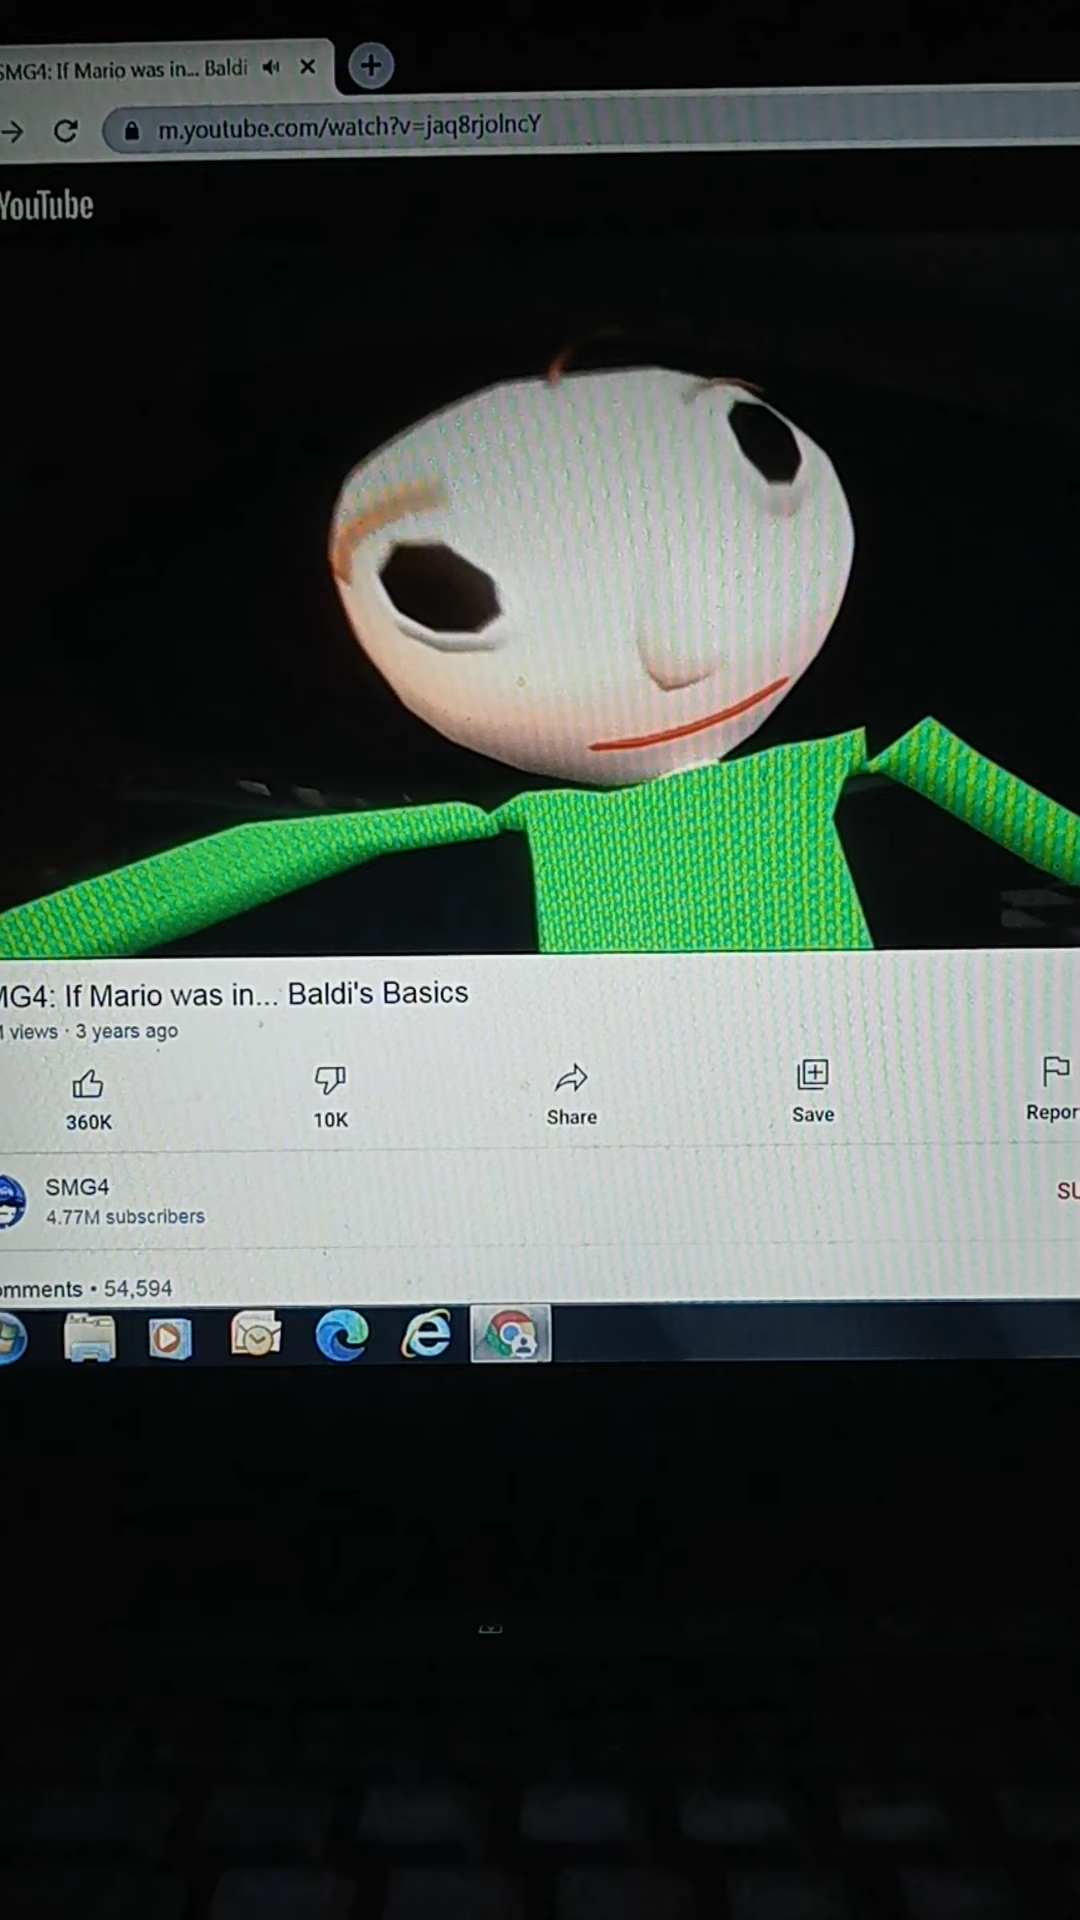 SMG4: If Mario was in... Baldi
m.youtube.com/watch?v=jaq8rjolncY
YouTube
MG4: If Mario was in... Baldi's Basics
views · 3 years ago
360K
10K
Share
Save
Repor
SMG4
SU
4.77M subscribers
omments • 54,594